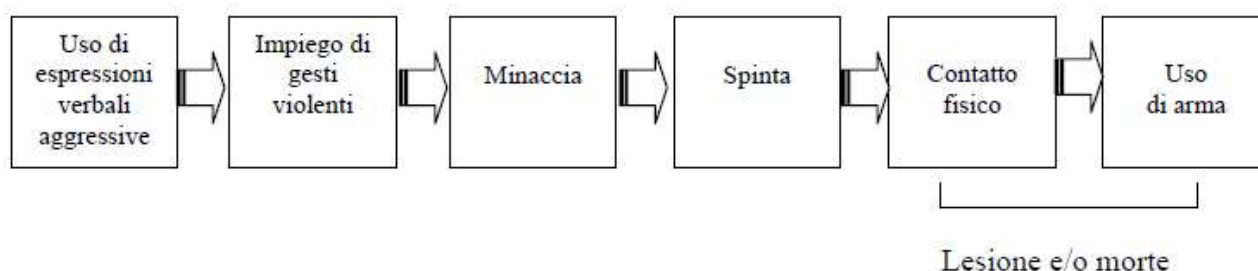 Uso di
espressioni
verbali
aggressive
Impiego di
gesti
violenti
Minaccia
Spinta
Contatto
fisico
Uso
di arma
Lesione e/o morte